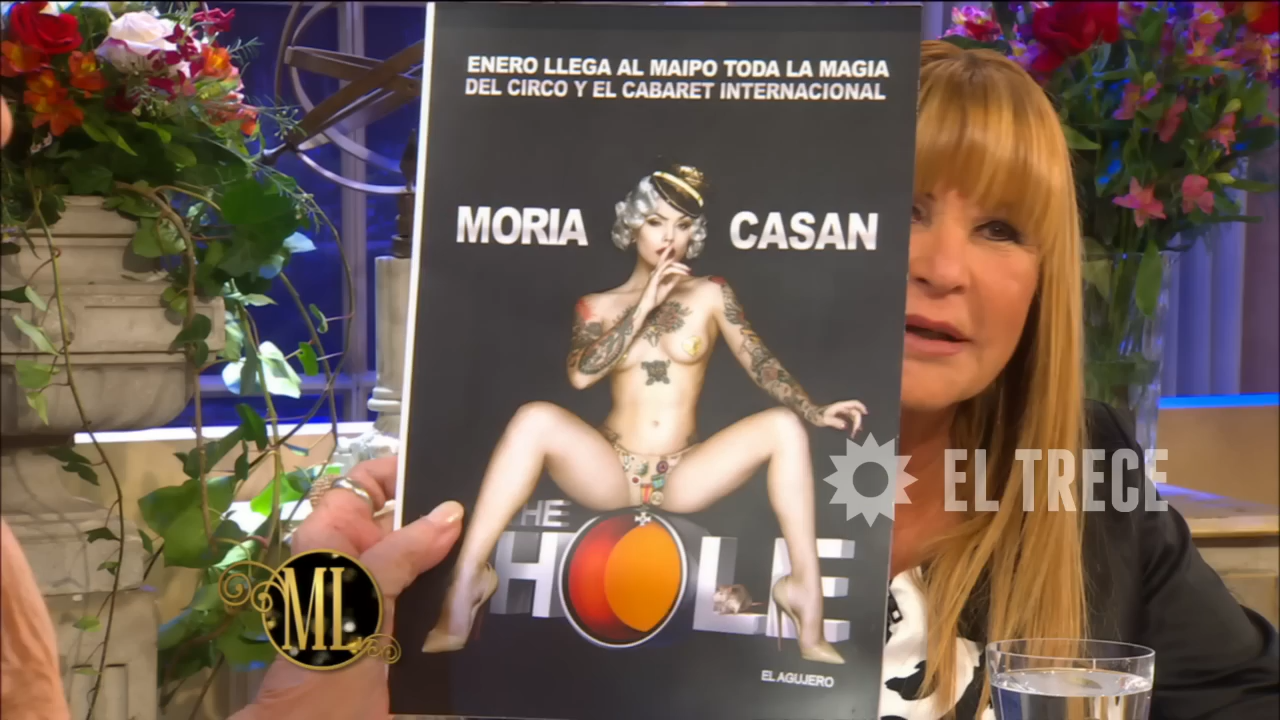 ENERO LLEGA AL MAIPO TODA LA MAGIA
DEL CIRCO Y EL CABARET INTERNACIONAL
MORIA CASAN
EL TRECE
THE
HOLE
ML
EL AGUJERO